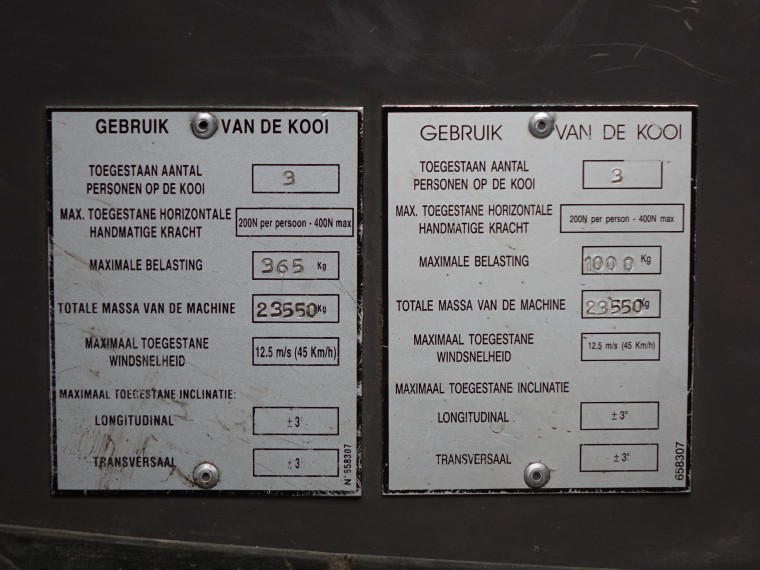 GEBRUIK VAN DE KOOI
TOEGESTAAN AANTAL
PERSONEN OP DE KOOI
3
MAX. TOEGESTANE HORIZONTALE
HANDMATIGE KRACHT
200N per persoon - 400N max
MAXIMALE BELASTING
365 Kg
TOTALE MASSA VAN DE MACHINE
23550 Kg
MAXIMAAL TOEGESTANE
WINDSNELHEID
12.5 m/s (45 Km/h)
MAXIMAAL TOEGESTANE INCLINATIE:
LONGITUDINAL
±3°
TRANSVERSAAL
±3°
N°658307
GEBRUIK VAN DE KOOI
TOEGESTAAN AANTAL
PERSONEN OP DE KOOI
3
MAX. TOEGESTANE HORIZONTALE
HANDMATIGE KRACHT
200N per persoon - 400N max
MAXIMALE BELASTING
1000 Kg
TOTALE MASSA VAN DE MACHINE
23550 Kg
MAXIMAAL TOEGESTANE
WINDSNELHEID
12.5 m/s (45 Km/h)
MAXIMAAL TOEGESTANE INCLINATIE
LONGITUDINAL
±3°
TRANSVERSAAL
±3°
658307